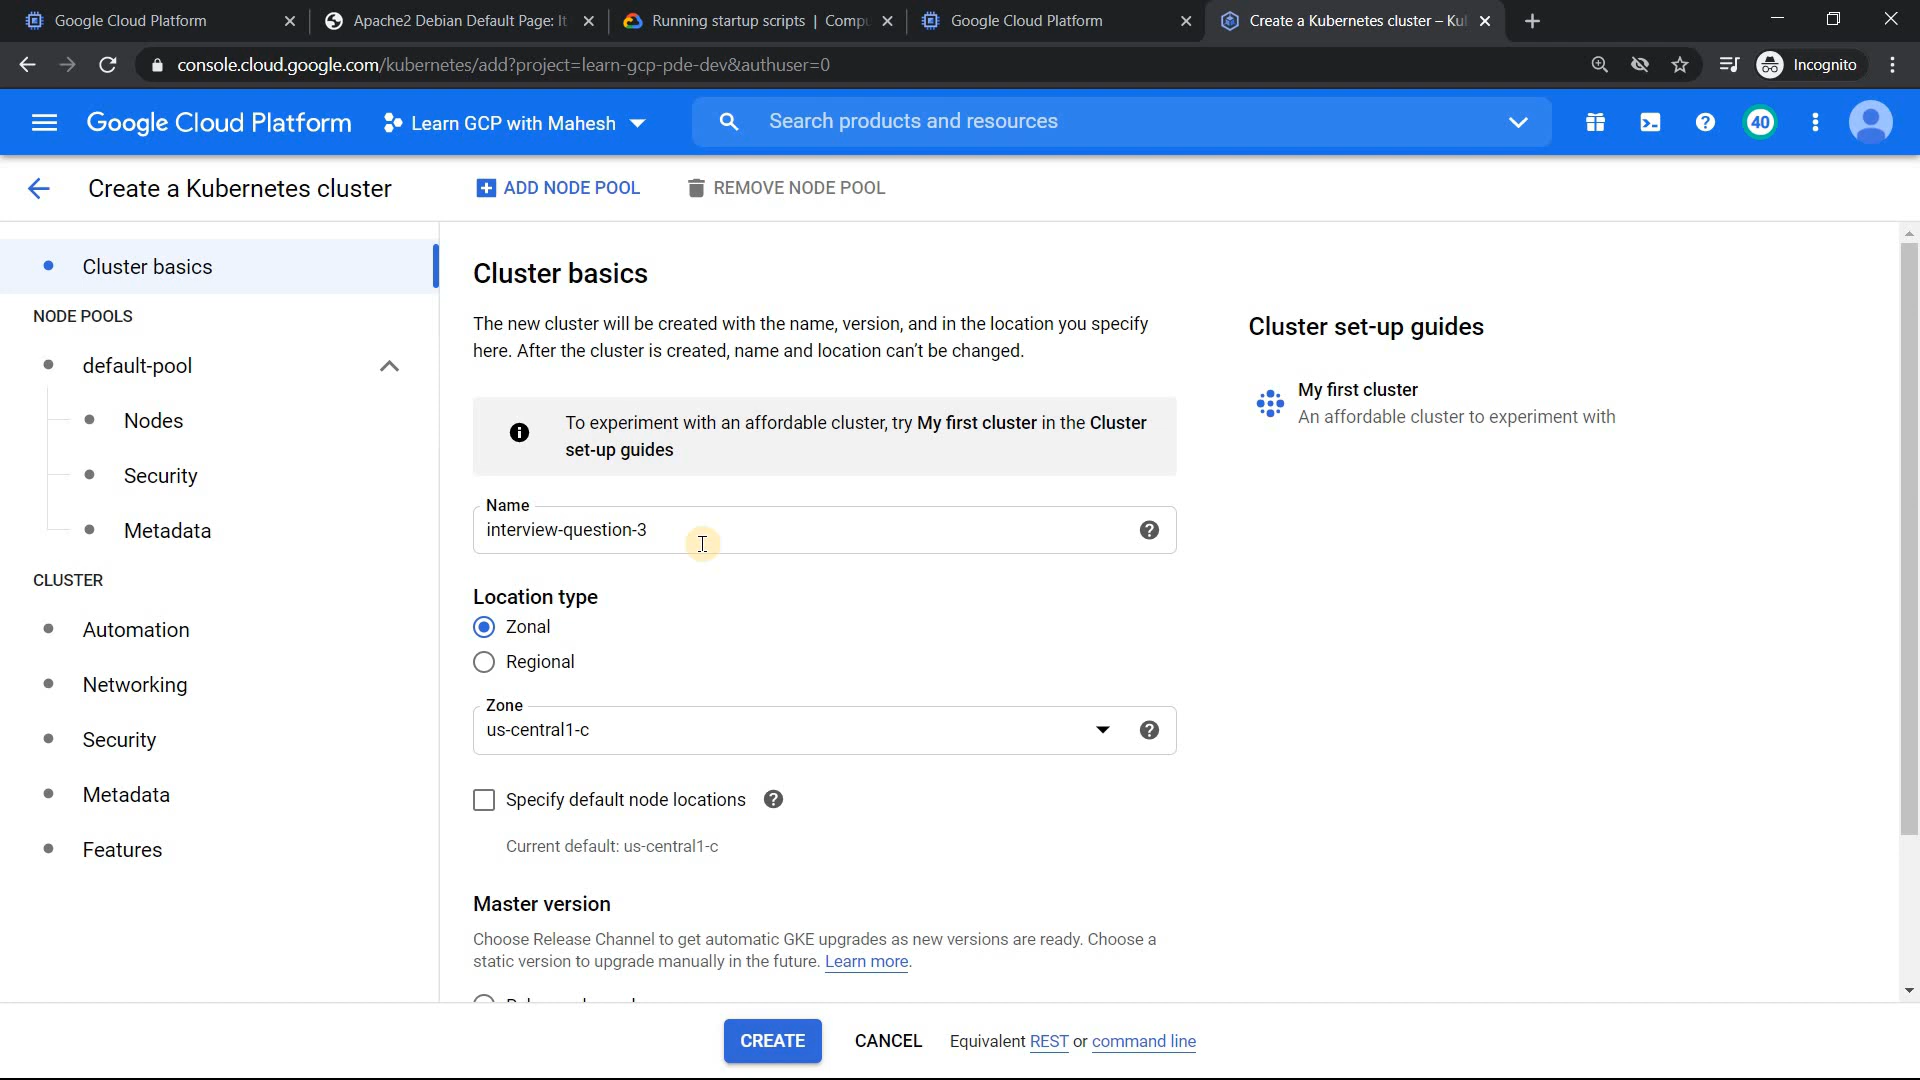 Google Cloud Platform
Apache2 Debian Default Page: It
Running startup scripts | Compu
Google Cloud Platform
Create a Kubernetes cluster – Ku
console.cloud.google.com/kubernetes/add?project=learn-gcp-pde-dev&authuser=0
Incognito
Google Cloud Platform
Learn GCP with Mahesh
Search products and resources
40
Create a Kubernetes cluster
ADD NODE POOL
REMOVE NODE POOL
Cluster basics
NODE POOLS
default-pool
Nodes
Security
Metadata
CLUSTER
Automation
Networking
Security
Metadata
Features
Cluster basics
The new cluster will be created with the name, version, and in the location you specify
here. After the cluster is created, name and location can't be changed.
To experiment with an affordable cluster, try My first cluster in the Cluster
set-up guides
Name
interview-question-3
Location type
Zonal
Regional
Zone
us-central1-c
Specify default node locations
Current default: us-central1-c
Master version
Choose Release Channel to get automatic GKE upgrades as new versions are ready. Choose a
static version to upgrade manually in the future. Learn more.
Cluster set-up guides
My first cluster
An affordable cluster to experiment with
CREATE
CANCEL
Equivalent REST or command line